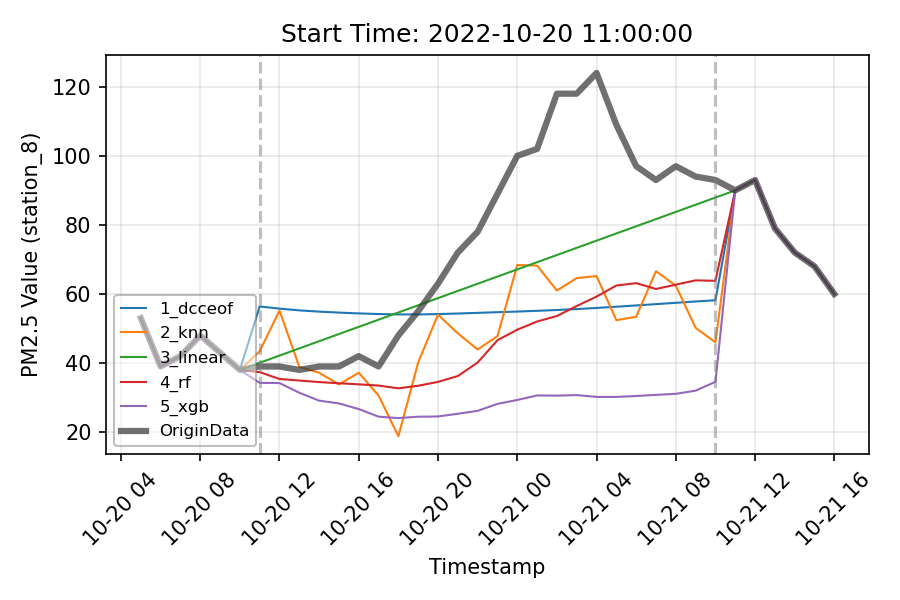 Start Time: 2022-10-20 11:00:00
PM2.5 Value (station_8)
120
100
80
60
40
20
1_dcceof
2_knn
3_linear
4_rf
5_xgb
OriginData
10-20 04
10-20 08
10-20 12
10-20 16
10-20 20
10-21 00
10-21 04
10-21 08
10-21 12
10-21 16
Timestamp